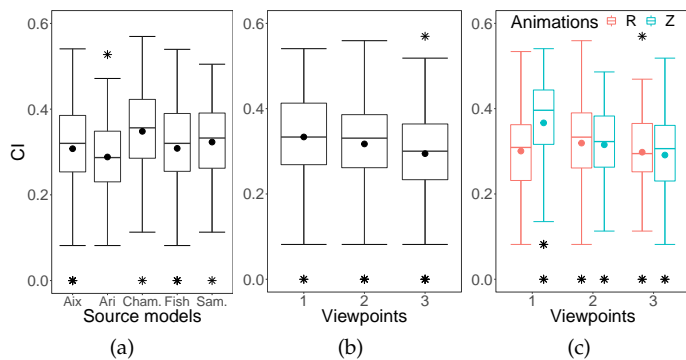 CI
0.6
0.4
0.2
0.0
Aix Ari Cham. Fish Sam.
Source models
(a)
0.6
0.4
0.2
0.0
1 2 3
Viewpoints
(b)
Animations R Z
0.6
0.4
0.2
0.0
1 2 3
Viewpoints
(c)